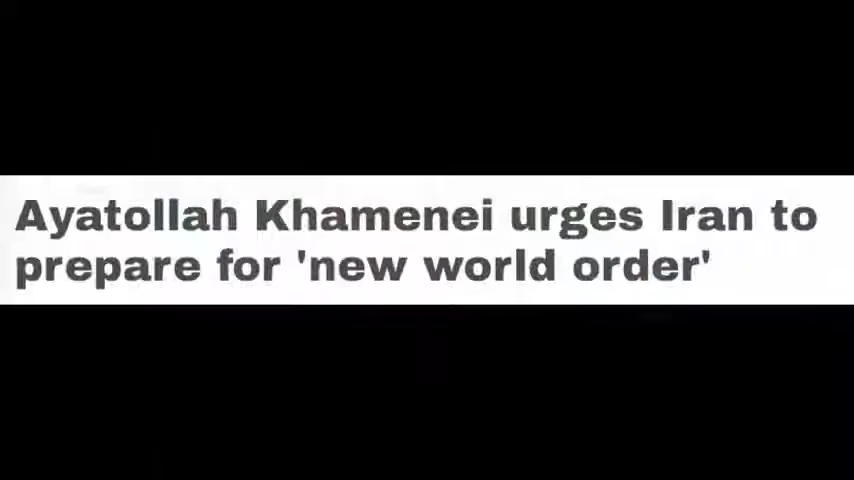 Ayatollah Khamenei urges Iran to
prepare for 'new world order'